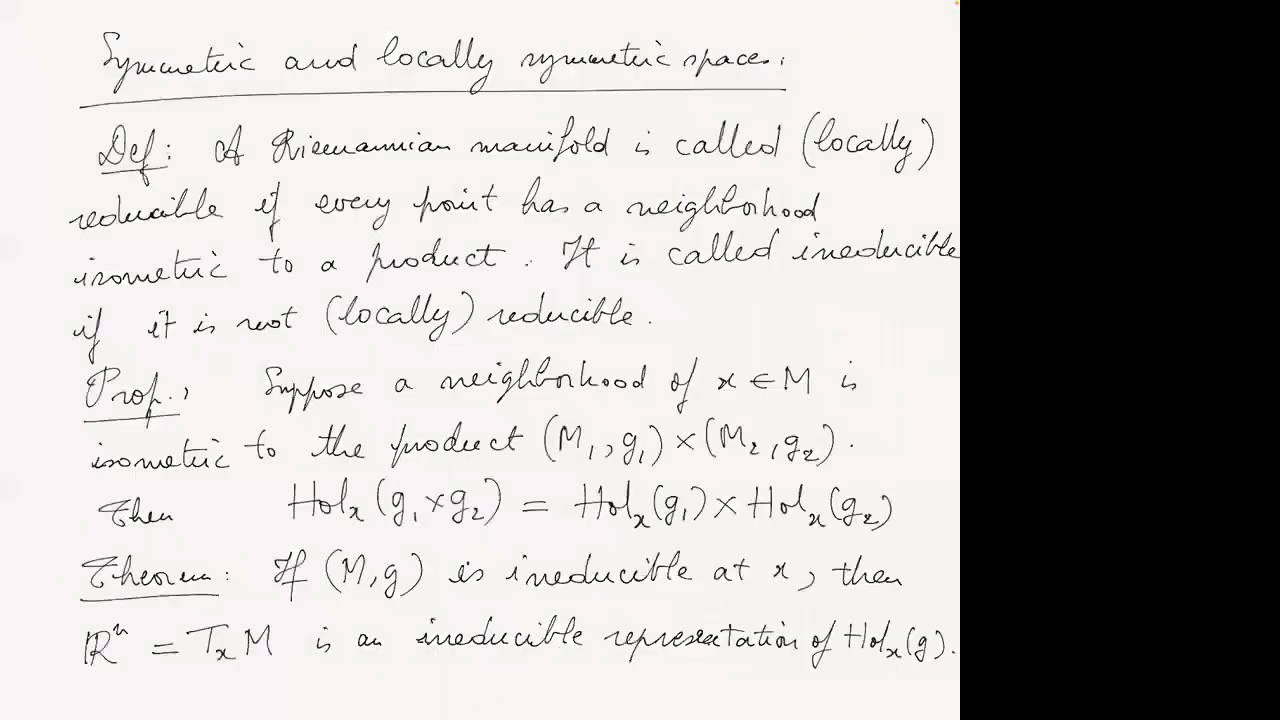 Symmetric and locally symmetric spaces:
Def: A Riemannian manifold is called (locally)
reducible if every point has a neighborhood
isometric to a product. It is called irreducible
if it is not (locally) reducible.
Prop.: Suppose a neighborhood of x ∈ M is
isometric to the product (M₁, g₁) × (M₂, g₂).
Then Holₓ(g₁ × g₂) = Holₓ(g₁) × Holₓ(g₂)
Theorem: If (M, g) is irreducible at x, then
ℝⁿ = TₓM is an irreducible representation of Holₓ(g).